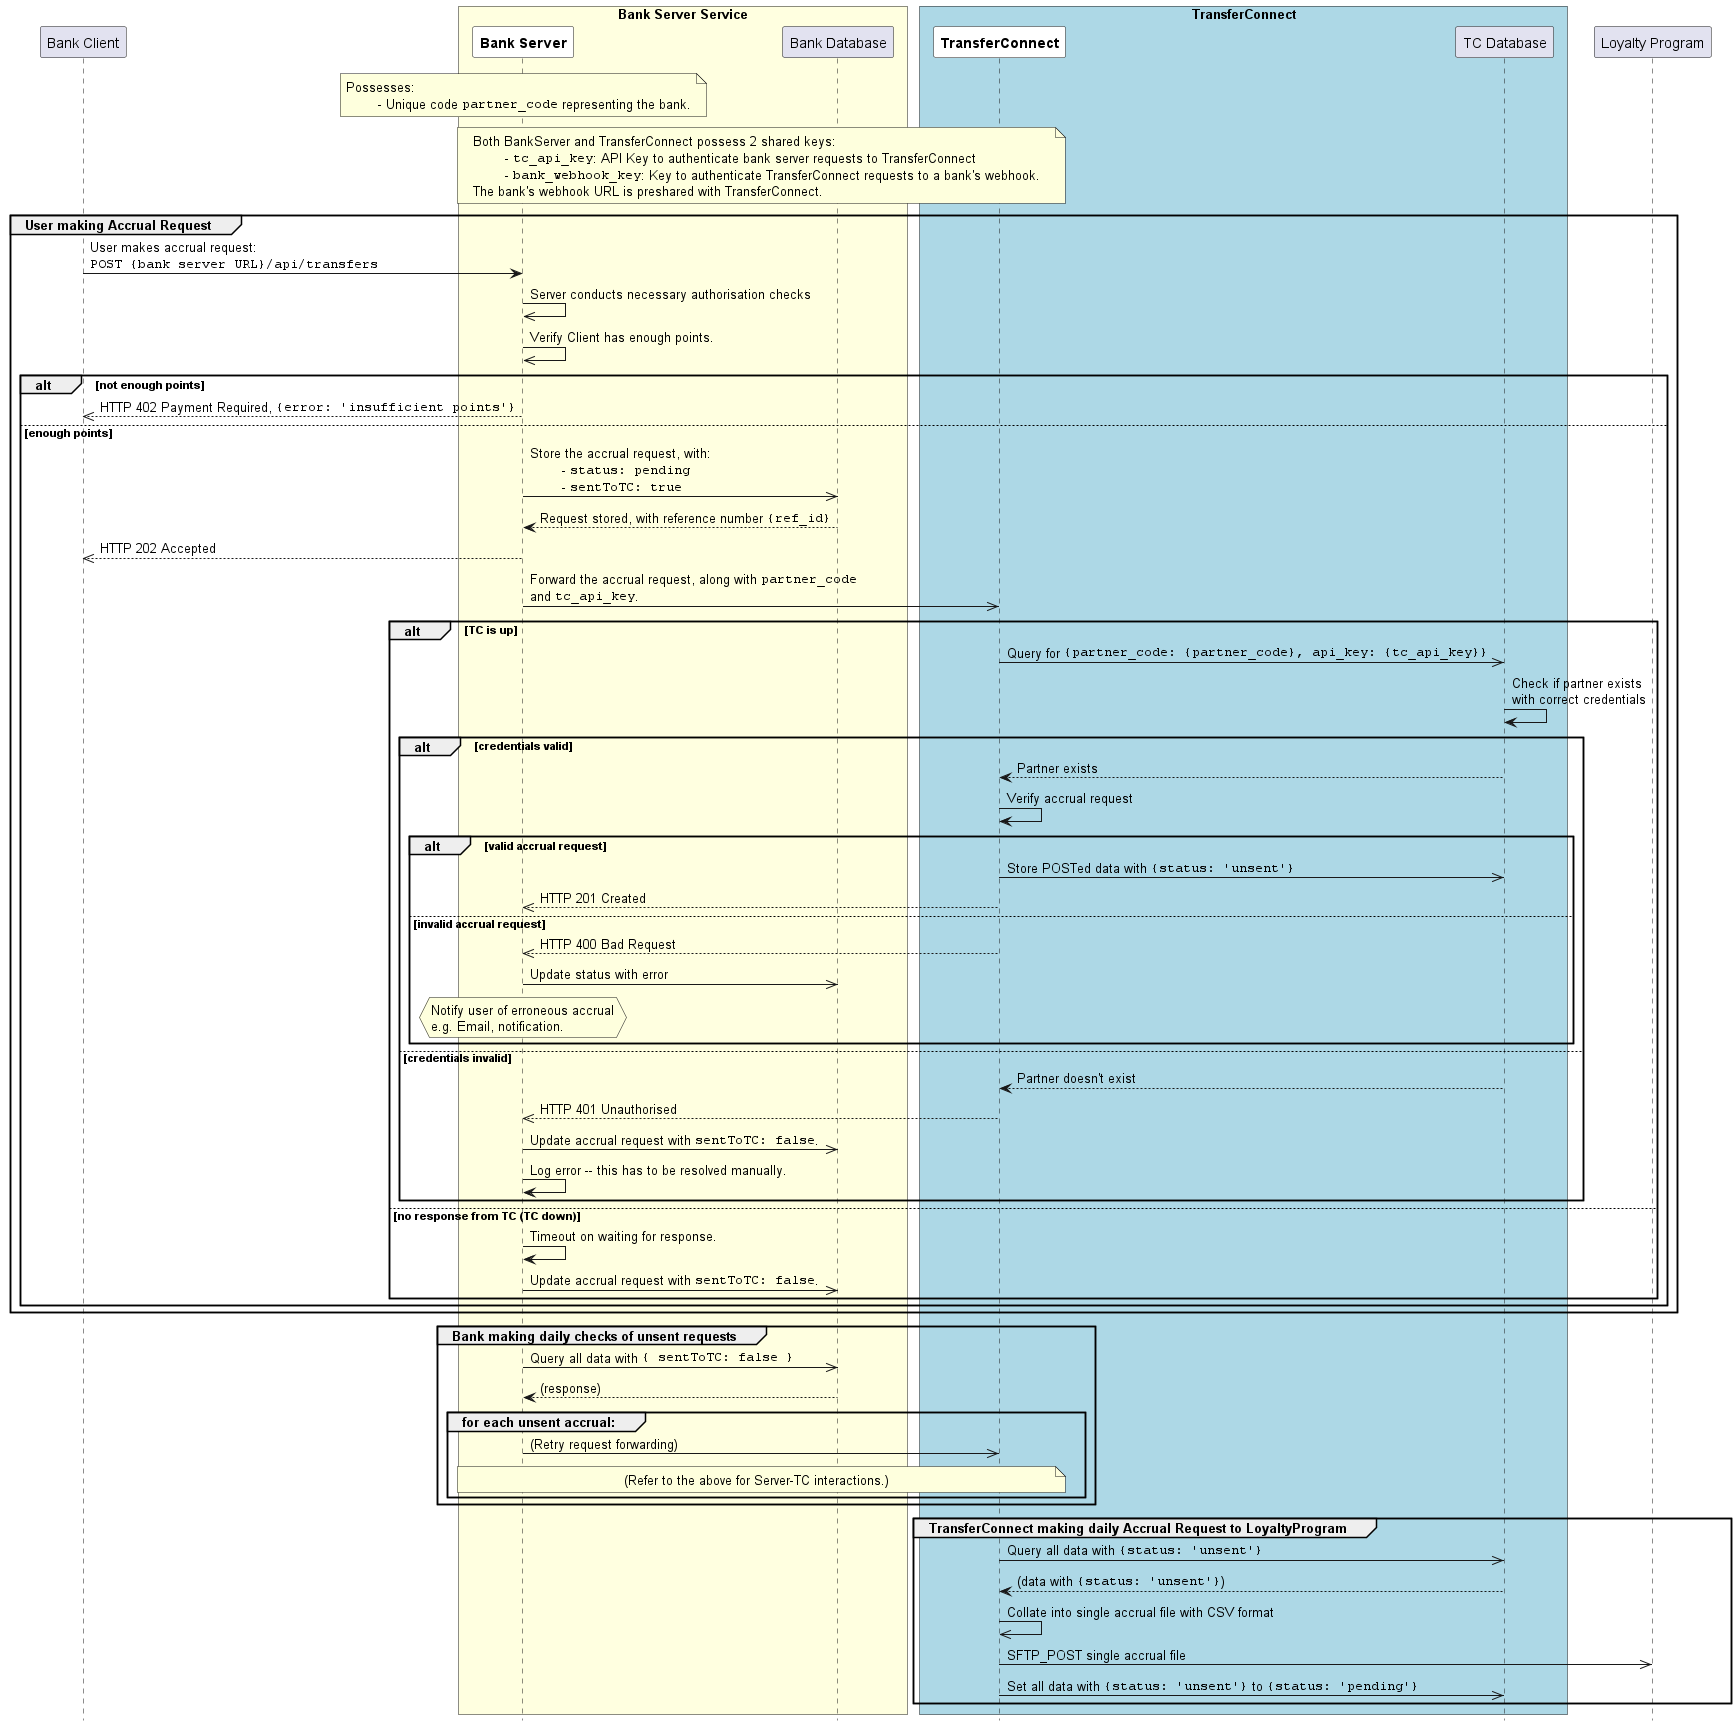 Bank Server Service
TransferConnect
Bank Client
Bank Server
Bank Database
TransferConnect
TC Database
Loyalty Program
Possesses:
- Unique code partner_code representing the bank.
Both BankServer and TransferConnect possess 2 shared keys:
- tc_api_key: API Key to authenticate bank server requests to TransferConnect
- bank_webhook_key: Key to authenticate TransferConnect requests to a bank's webhook.
The bank's webhook URL is preshared with TransferConnect.
User making Accrual Request
User makes accrual request:
POST {bank server URL}/api/transfers
Server conducts necessary authorisation checks
Verify Client has enough points.
alt
[not enough points]
HTTP 402 Payment Required, {error: 'insufficient points'}
[enough points]
Store the accrual request, with:
- status: pending
- sentToTC: true
Request stored, with reference number {ref_id}
HTTP 202 Accepted
Forward the accrual request, along with partner_code
and tc_api_key.
alt
[TC is up]
Query for {partner_code: {partner_code}, api_key: {tc_api_key}}
Check if partner exists
with correct credentials
alt
[credentials valid]
Partner exists
Verify accrual request
alt
[valid accrual request]
Store POSTed data with {status: 'unsent'}
HTTP 201 Created
[invalid accrual request]
HTTP 400 Bad Request
Update status with error
Notify user of erroneous accrual
e.g. Email, notification.
[credentials invalid]
Partner doesn't exist
HTTP 401 Unauthorised
Update accrual request with sentToTC: false.
Log error -- this has to be resolved manually.
[no response from TC (TC down)]
Timeout on waiting for response.
Update accrual request with sentToTC: false.
Bank making daily checks of unsent requests
Query all data with { sentToTC: false }
(response)
for each unsent accrual:
(Retry request forwarding)
(Refer to the above for Server-TC interactions.)
TransferConnect making daily Accrual Request to LoyaltyProgram
Query all data with {status: 'unsent'}
(data with {status: 'unsent'})
Collate into single accrual file with CSV format
SFTP_POST single accrual file
Set all data with {status: 'unsent'} to {status: 'pending'}